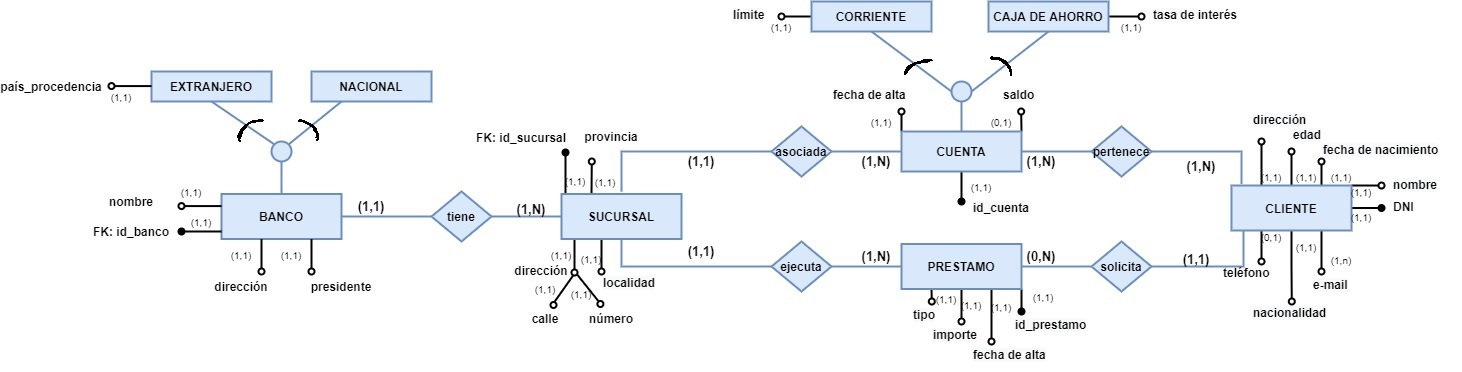 límite
(1,1)
CORRIENTE
CAJA DE AHORRO
tasa de interés
(1,1)
país_procedencia
(1,1)
EXTRANJERO
NACIONAL
fecha de alta
(1,1)
saldo
(0,1)
FK: id_sucursal
(1,1)
provincia
(1,1)
dirección
(1,1)
edad
(1,1)
fecha de nacimiento
(1,1)
(1,1)
asociada
(1,N)
CUENTA
(1,N)
pertenece
(1,N)
nombre
(1,1)
DNI
(1,1)
nombre
(1,1)
FK: id_banco
(1,1)
BANCO
(1,1)
tiene
(1,N)
SUCURSAL
(1,1)
id_cuenta
CLIENTE
(1,1)
dirección
(1,1)
presidente
(1,1)
dirección
(1,1)
localidad
(1,1)
calle
(1,1)
número
(1,1)
(1,1)
ejecuta
(1,N)
PRESTAMO
(0,N)
solicita
(1,1)
(0,1)
teléfono
(1,1)
nacionalidad
(1,n)
e-mail
tipo
(1,1)
importe
(1,1)
fecha de alta
(1,1)
id_prestamo
(1,1)